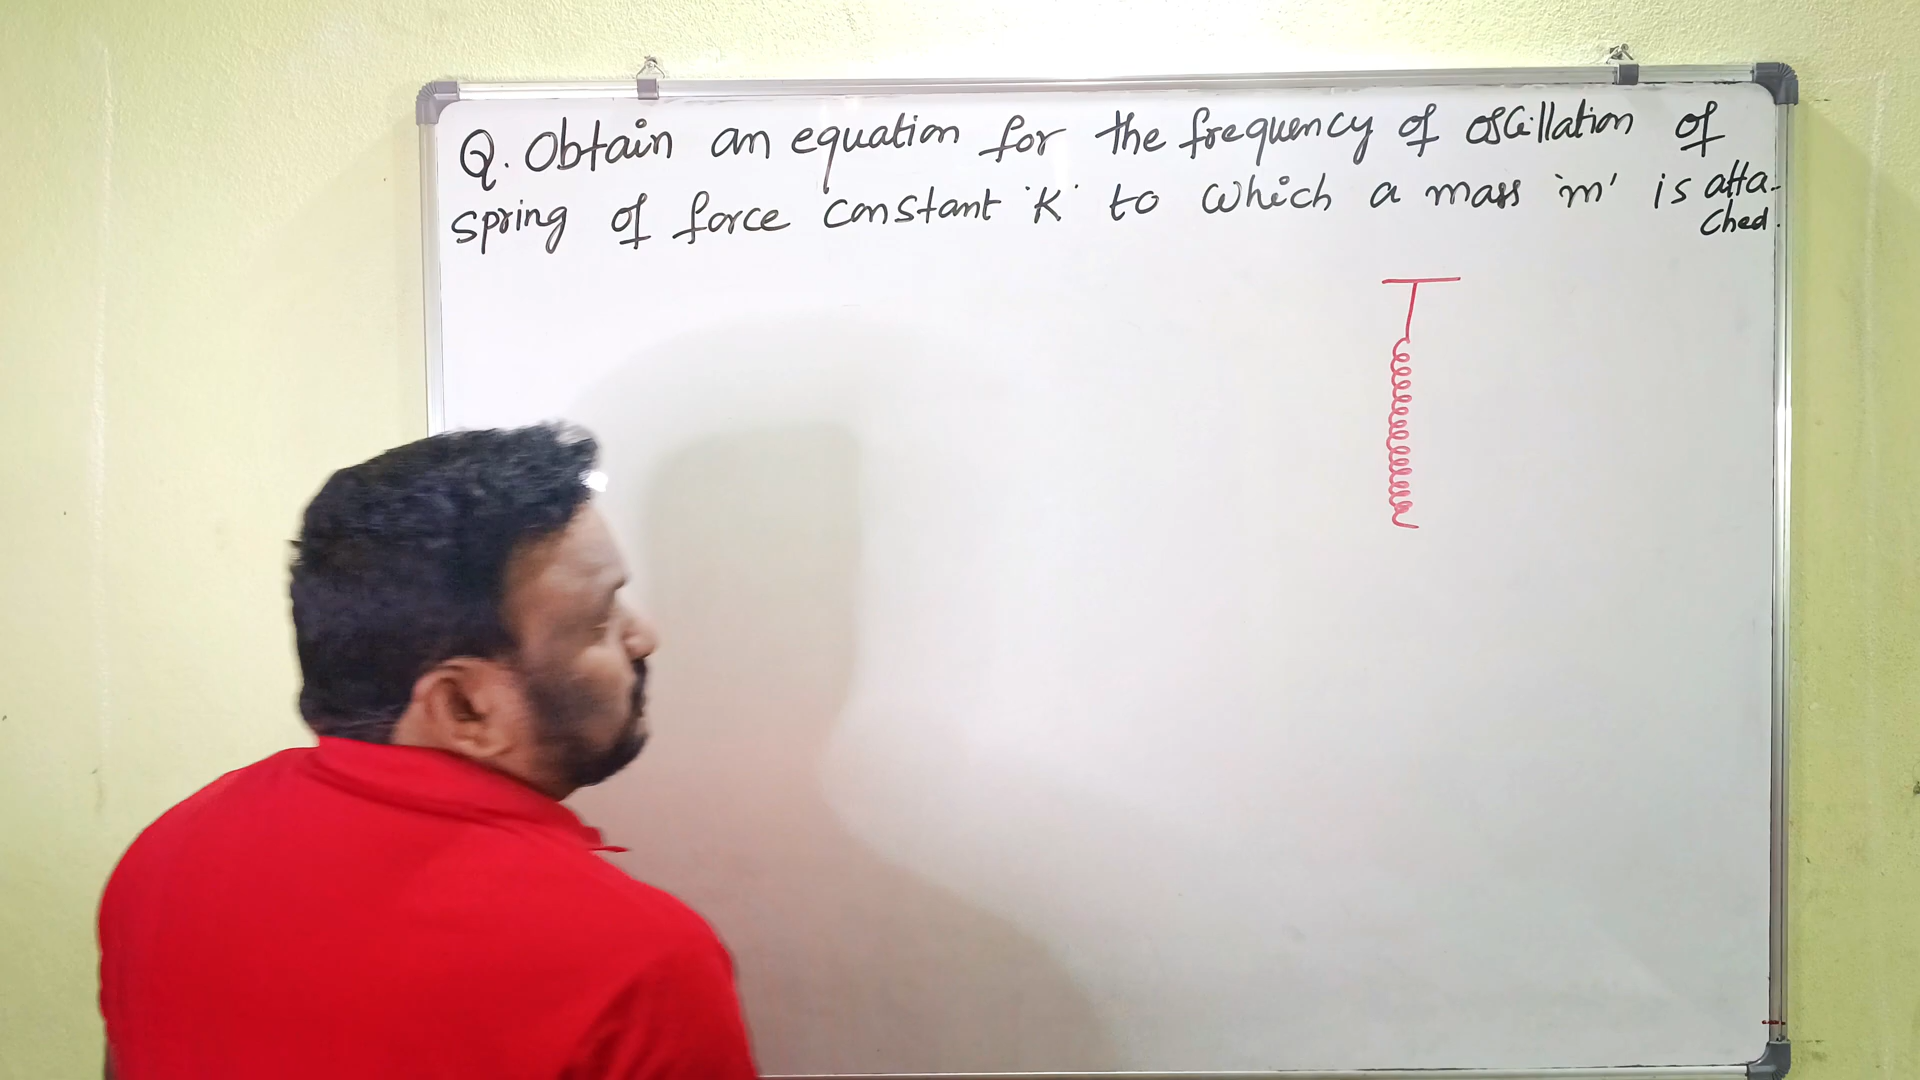 Q. Obtain an equation for the frequency of oscillation of
spring of force constant 'K' to which a mass 'm' is atta-
ched.